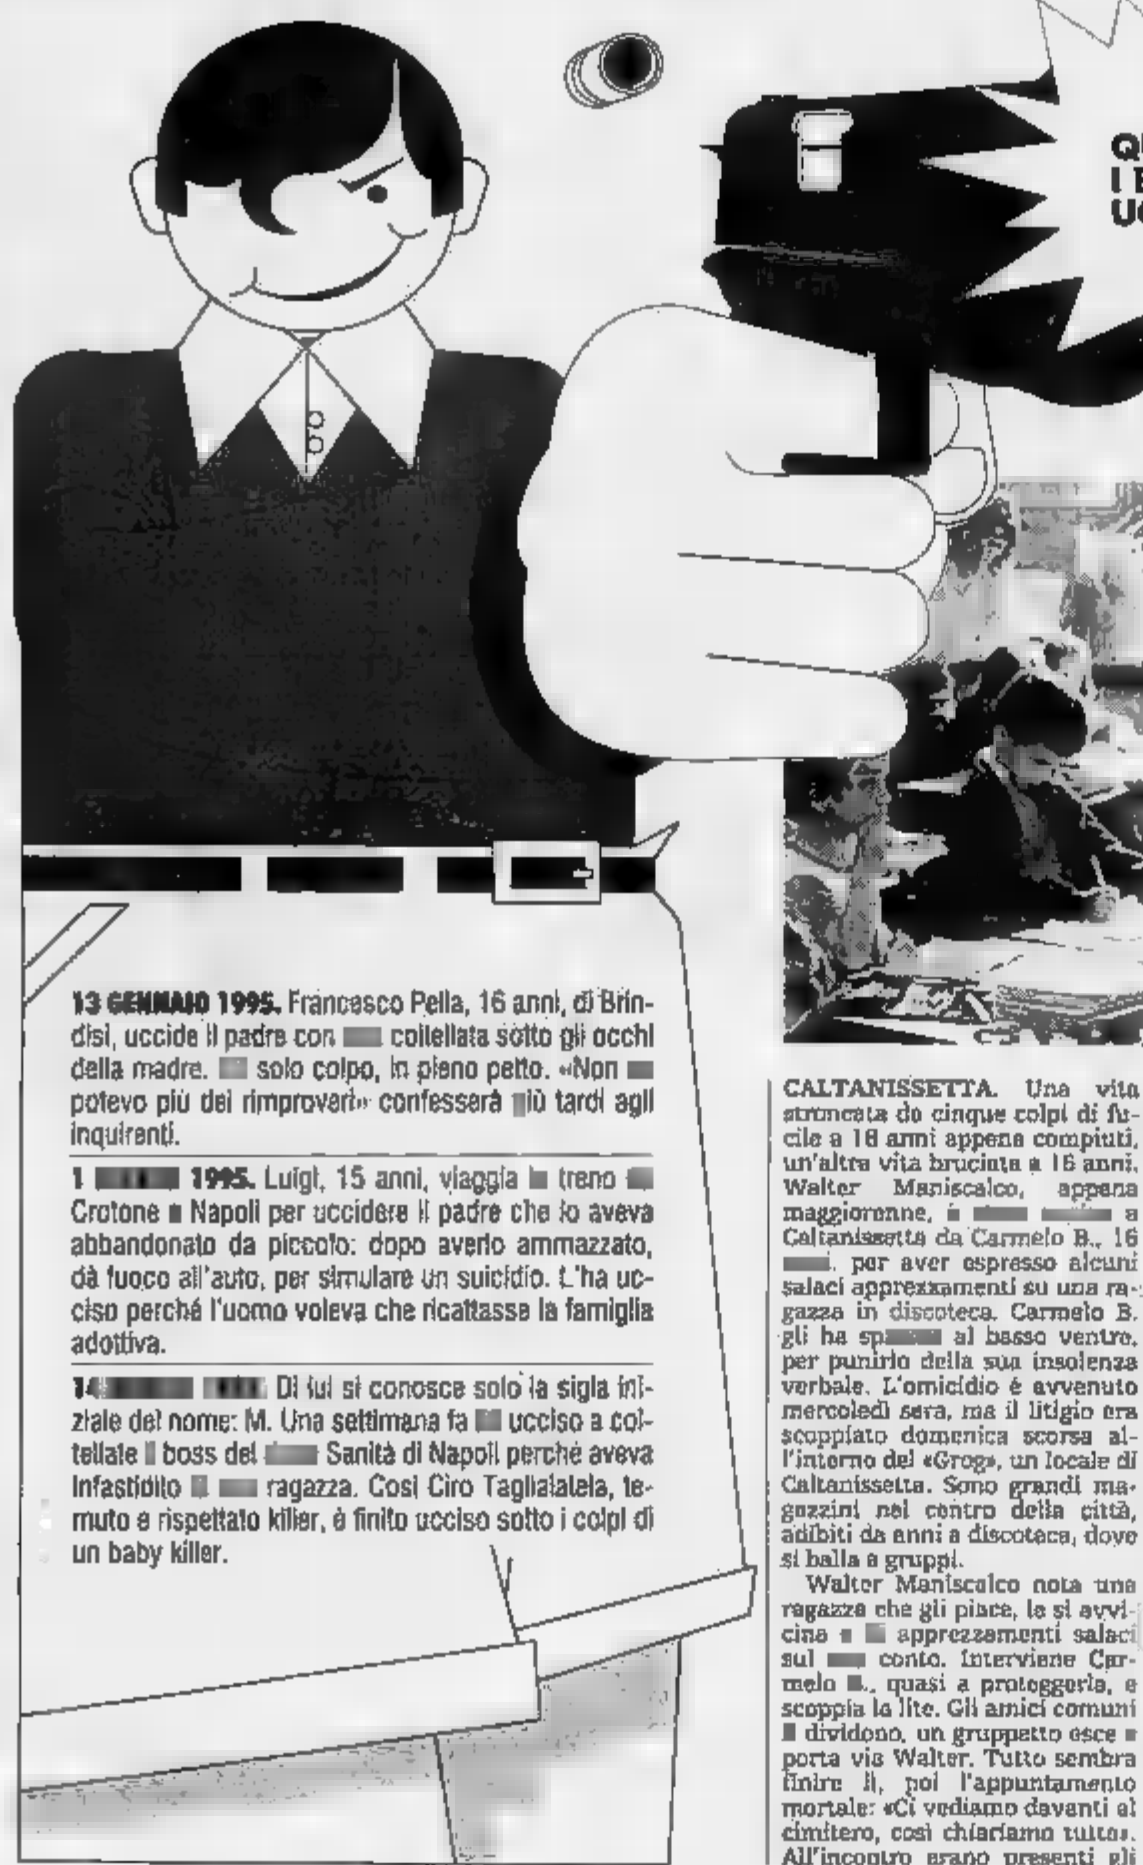 QU
I B
UC
13 GENNAIO 1995. Francesco Pella, 16 anni, di Brin-
disi, uccide il padre con coltellata sotto gli occhi
della madre. solo colpo, in pieno petto. «Non
potevo più dei rimproveri» confesserà più tardi agli
inquirenti.
1 1995. Luigi, 15 anni, viaggia in treno
Crotone a Napoli per uccidere il padre che lo aveva
abbandonato da piccolo: dopo averlo ammazzato,
dà fuoco all'auto, per simulare un suicidio. L'ha uc-
ciso perché l'uomo voleva che ricattasse la famiglia
adottiva.
14 Di lui si conosce solo la sigla ini-
ziale del nome: M. Una settimana fa ucciso a col-
tellate il boss del Sanità di Napoli perché aveva
infastidito ragazza. Così Ciro Taglialatela, te-
muto e rispettato killer, è finito ucciso sotto i colpi di
un baby killer.
CALTANISSETTA. Una vita
stroncata da cinque colpi di fu-
cile a 18 anni appena compiuti,
un'altra vita bruciata a 16 anni.
Walter Maniscalco, appena
maggiorenne, è a
Caltanissetta da Carmelo B., 16
per aver espresso alcuni
salaci apprezzamenti su una ra-
gazza in discoteca. Carmelo B.
gli ha al basso ventre,
per punirlo della sua insolenza
verbale. L'omicidio è avvenuto
mercoledì sera, ma il litigio era
scoppiato domenica scorsa al-
l'interno del «Grog», un locale di
Caltanissetta. Sono grandi ma-
gazzini nel centro della città,
adibiti da anni a discoteca, dove
si balla a gruppi.
Walter Maniscalco nota una
ragazza che gli piace, le si avvi-
cina e apprezzamenti salaci
sul conto. Interviene Car-
melo quasi a proteggerla, e
scoppia la lite. Gli amici comuni
dividono, un gruppetto esce e
porta via Walter. Tutto sembra
finire lì, poi l'appuntamento
mortale: «Ci vediamo davanti al
cimitero, così chiariamo tutto».
All'incontro erano presenti gli